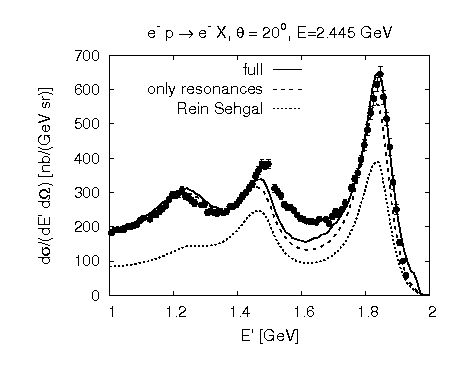 e⁻ p → e⁻ X, θ = 20°, E=2.445 GeV
full
only resonances
Rein Sehgal
700
600
500
400
300
200
100
0
dσ/(dE' dΩ) [nb/(GeV sr)]
1 1.2 1.4 1.6 1.8 2
E' [GeV]